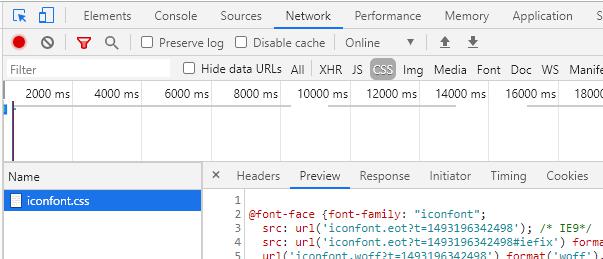 Elements Console Sources Network Performance Memory Application
Preserve log Disable cache Online
Filter Hide data URLs All XHR JS CSS Img Media Font Doc WS Manife
2000 ms 4000 ms 6000 ms 8000 ms 10000 ms 12000 ms 14000 ms 16000 ms 18000
Name × Headers Preview Response Initiator Timing Cookies
iconfont.css
1
2 @font-face {font-family: "iconfont";
3 src: url('iconfont.eot?t=1493196342498'); /* IE9*/
4 src: url('iconfont.eot?t=1493196342498#iefix') forma
5 url('iconfont.woff?t=1493196342498') format('woff'),